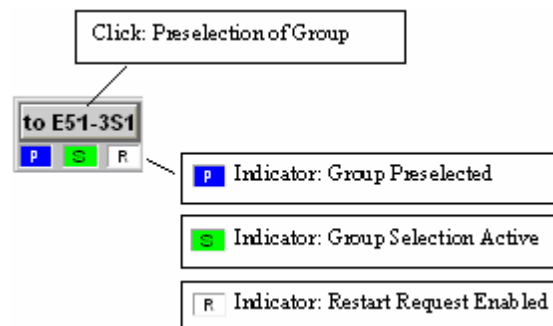 Click: Preselection of Group
to E51-3S1
P S R
P Indicator: Group Preselected
S Indicator: Group Selection Active
R Indicator: Restart Request Enabled